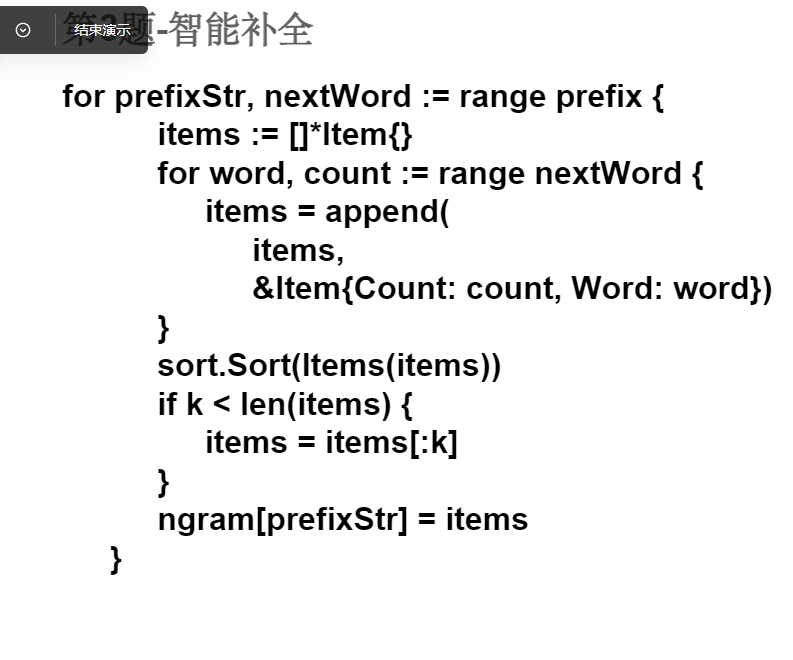 结束演示
第3题-智能补全
for prefixStr, nextWord := range prefix {
items := []*Item{}
for word, count := range nextWord {
items = append(
items,
&Item{Count: count, Word: word})
}
sort.Sort(Items(items))
if k < len(items) {
items = items[:k]
}
ngram[prefixStr] = items
}